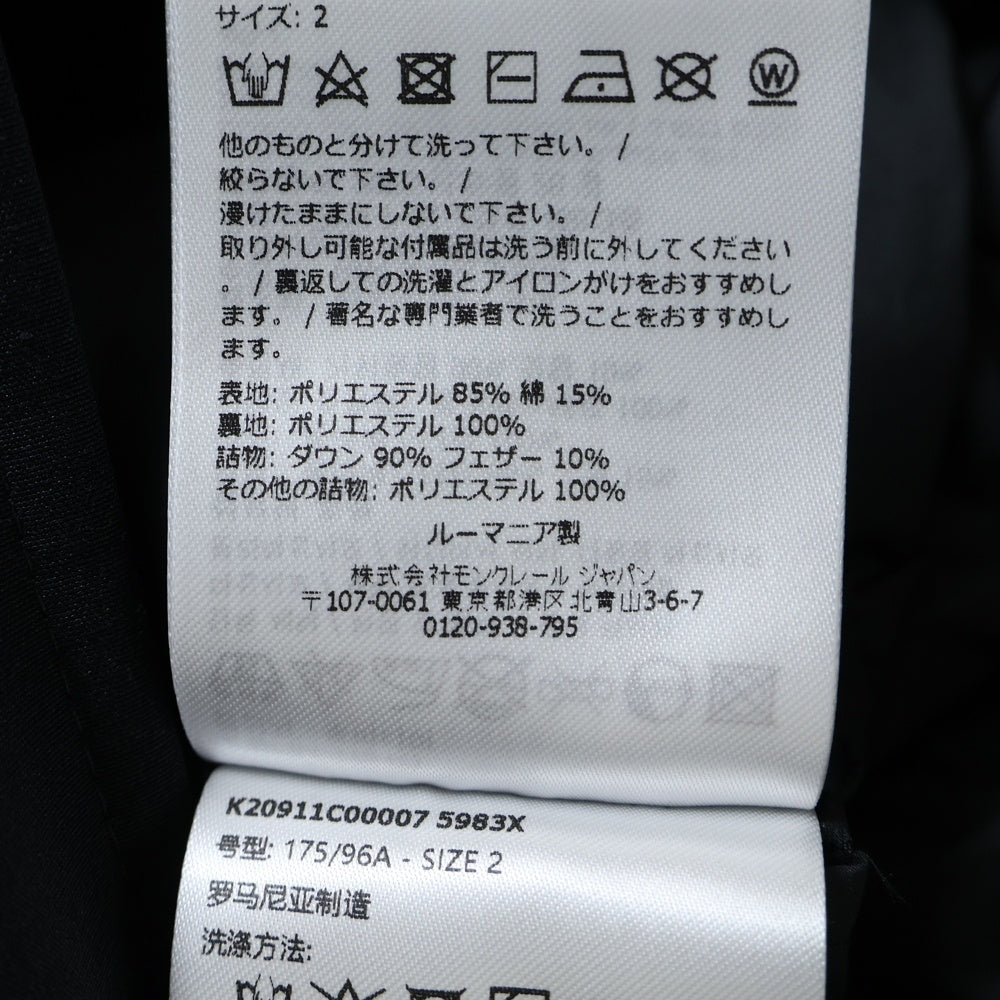 サイズ: 2
W
他のものと分けて洗って下さい。 /
絞らないで下さい。 /
漫けたままにしないで下さい。 /
取り外し可能な付属品は洗う前に外してください
。 / 裏返しての洗濯とアイロンがけをおすすめし
ます。 / 著名な専門業者で洗うことをおすすめし
ます。
表地: ポリエステル 85% 綿 15%
裏地: ポリエステル 100%
詰物: ダウン 90% フェザー 10%
その他の詰物: ポリエステル 100%
ルーマニア製
株式会社モンクレール ジャパン
〒107-0061 東京都港区北青山3-6-7
0120-938-795
K20911C00007 5983X
号型: 175/96A - SIZE 2
罗马尼亚制造
洗涤方法: